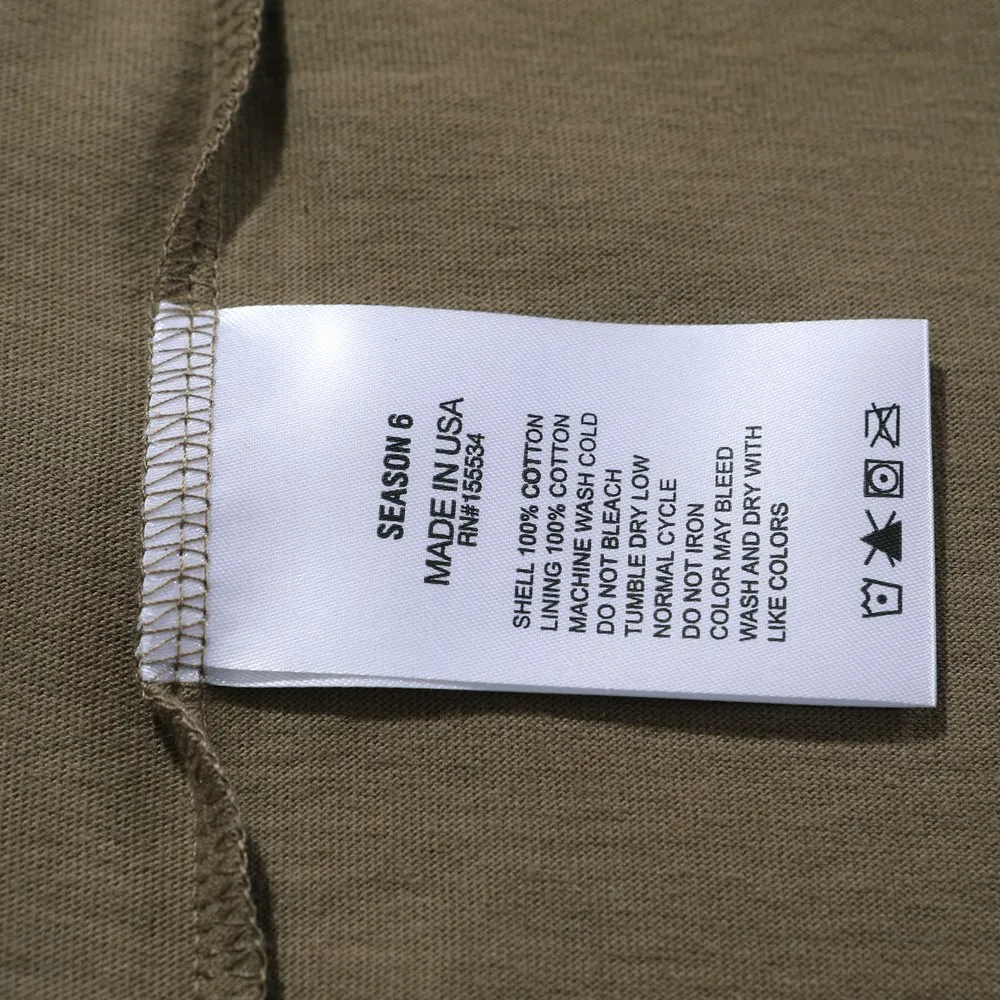 SEASON 6
MADE IN USA
RN#155534
SHELL 100% COTTON
LINING 100% COTTON
MACHINE WASH COLD
DO NOT BLEACH
TUMBLE DRY LOW
NORMAL CYCLE
DO NOT IRON
COLOR MAY BLEED
WASH AND DRY WITH
LIKE COLORS